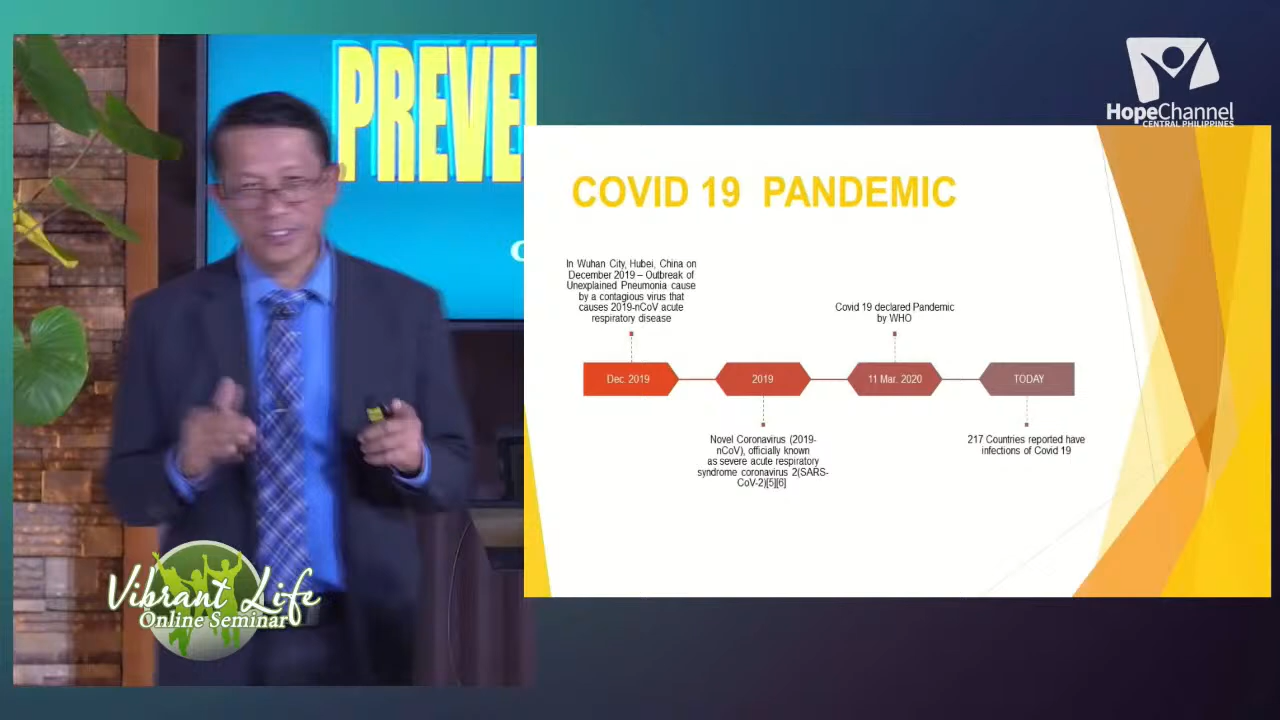 PREVE
HopeChannel
CENTRAL PHILIPPINES
COVID 19 PANDEMIC
In Wuhan City, Hubei, China on
December 2019 – Outbreak of
Unexplained Pneumonia cause
by a contagious virus that
causes 2019-nCoV acute
respiratory disease
Covid 19 declared Pandemic
by WHO
Dec. 2019
2019
11 Mar. 2020
TODAY
Novel Coronavirus (2019-
nCoV), officially known
as severe acute respiratory
syndrome coronavirus 2(SARS-
CoV-2)[5][6]
217 Countries reported have
infections of Covid 19
Vibrant Life
Online Seminar